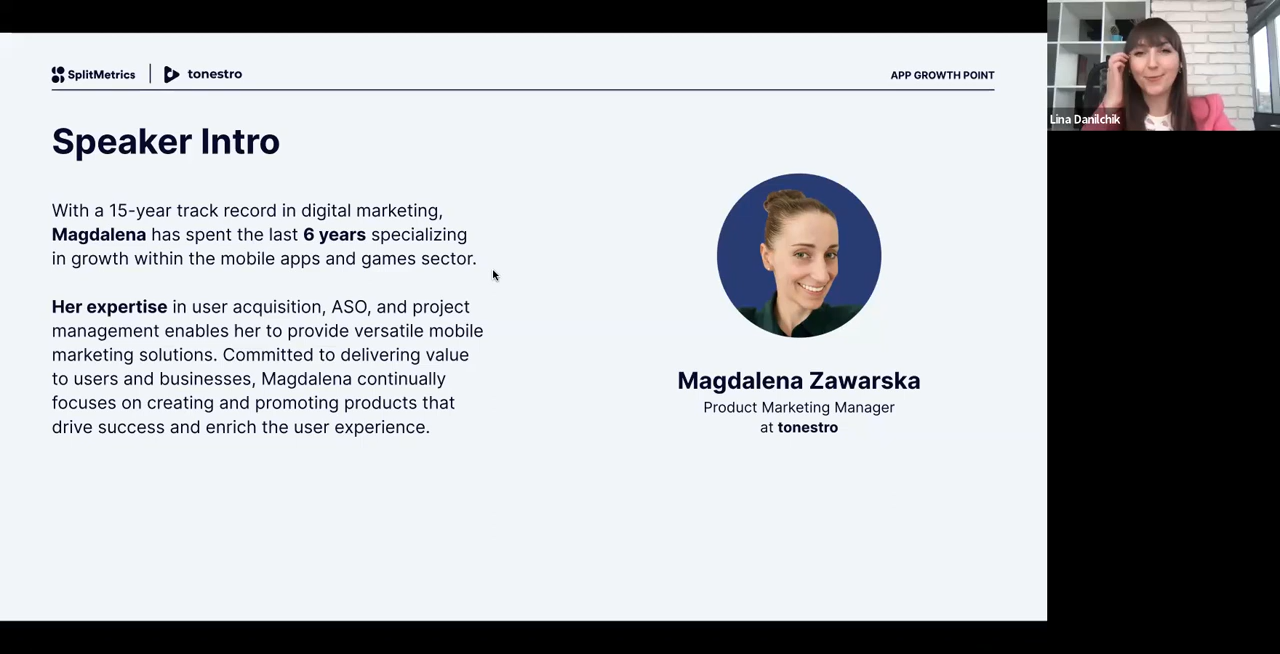 SplitMetrics
tonestro
APP GROWTH POINT
Lina Danilchik
Speaker Intro
With a 15-year track record in digital marketing,
Magdalena has spent the last 6 years specializing
in growth within the mobile apps and games sector.
Her expertise in user acquisition, ASO, and project
management enables her to provide versatile mobile
marketing solutions. Committed to delivering value
to users and businesses, Magdalena continually
focuses on creating and promoting products that
drive success and enrich the user experience.
Magdalena Zawarska
Product Marketing Manager
at tonestro